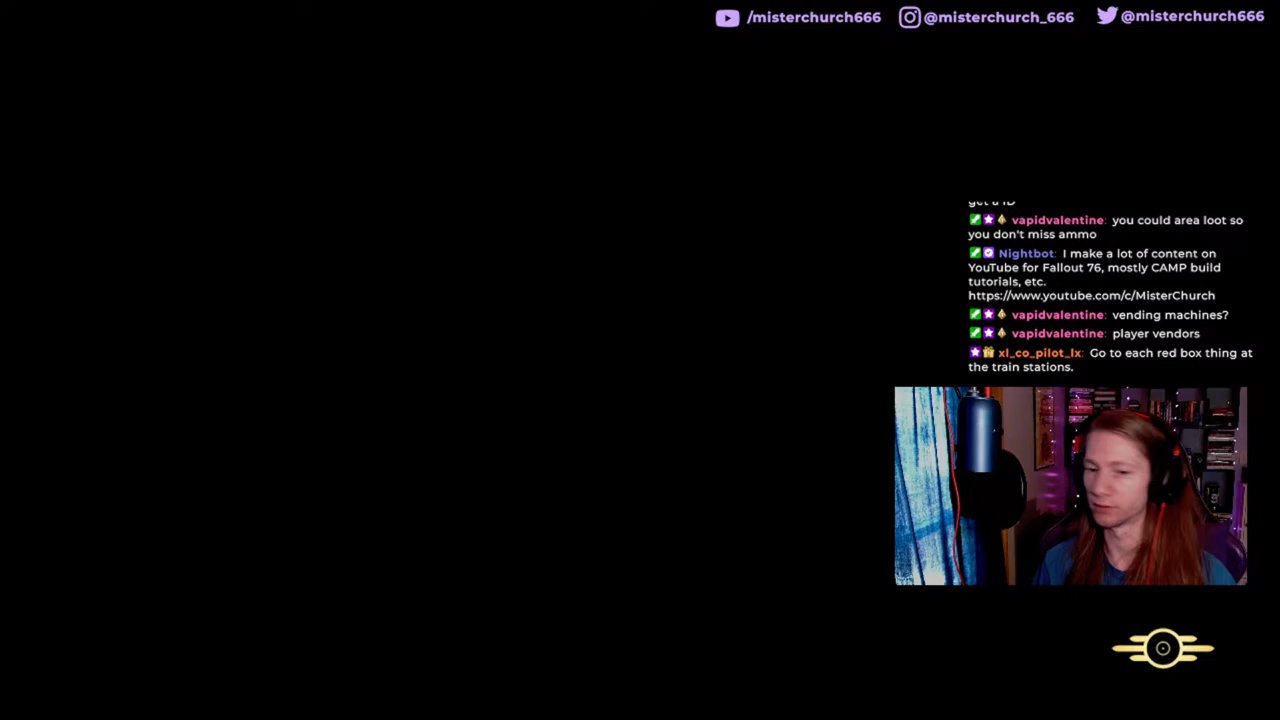 /misterchurch666 @misterchurch_666 @misterchurch666
get a ID
vapidvalentine: you could area loot so
you don't miss ammo
Nightbot: I make a lot of content on
YouTube for Fallout 76, mostly CAMP build
tutorials, etc.
https://www.youtube.com/c/MisterChurch
vapidvalentine: vending machines?
vapidvalentine: player vendors
xl_co_pilot_lx: Go to each red box thing at
the train stations.